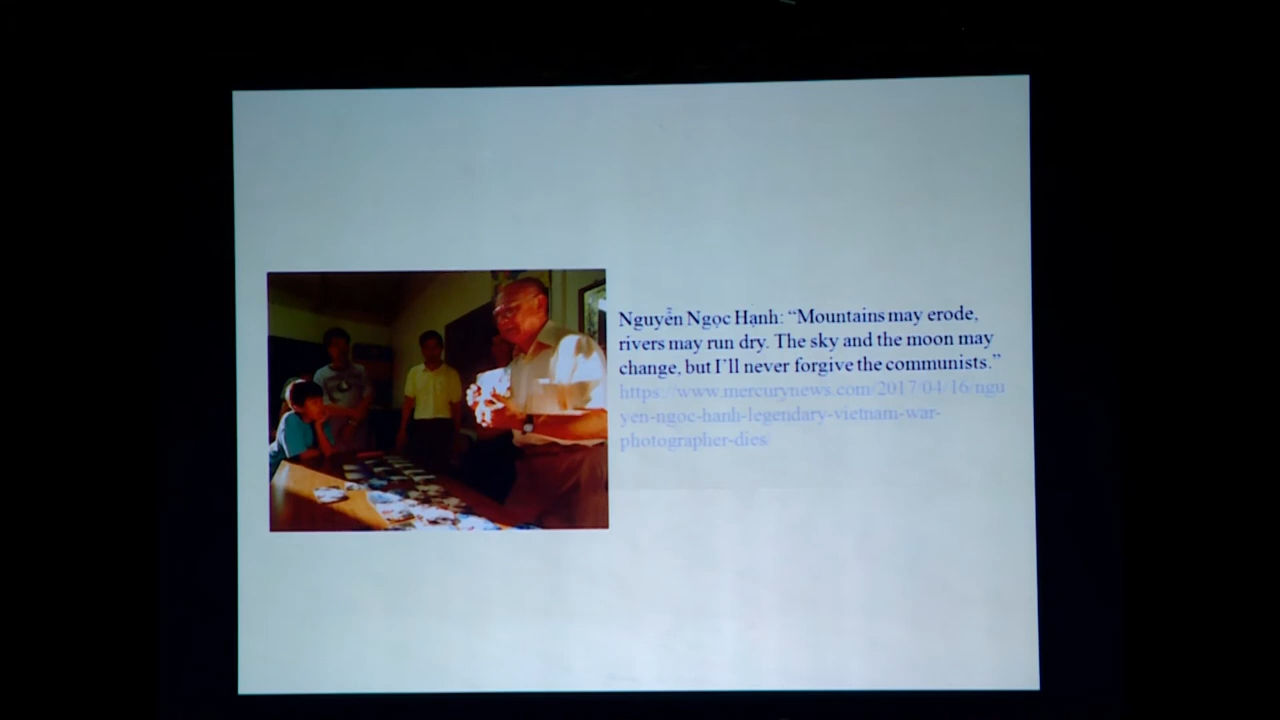 Nguyễn Ngọc Hạnh: “Mountains may erode,
rivers may run dry. The sky and the moon may
change, but I’ll never forgive the communists.”
https://www.mercurynews.com/2017/04/16/ngu
yen-ngoc-hanh-legendary-vietnam-war-
photographer-dies/